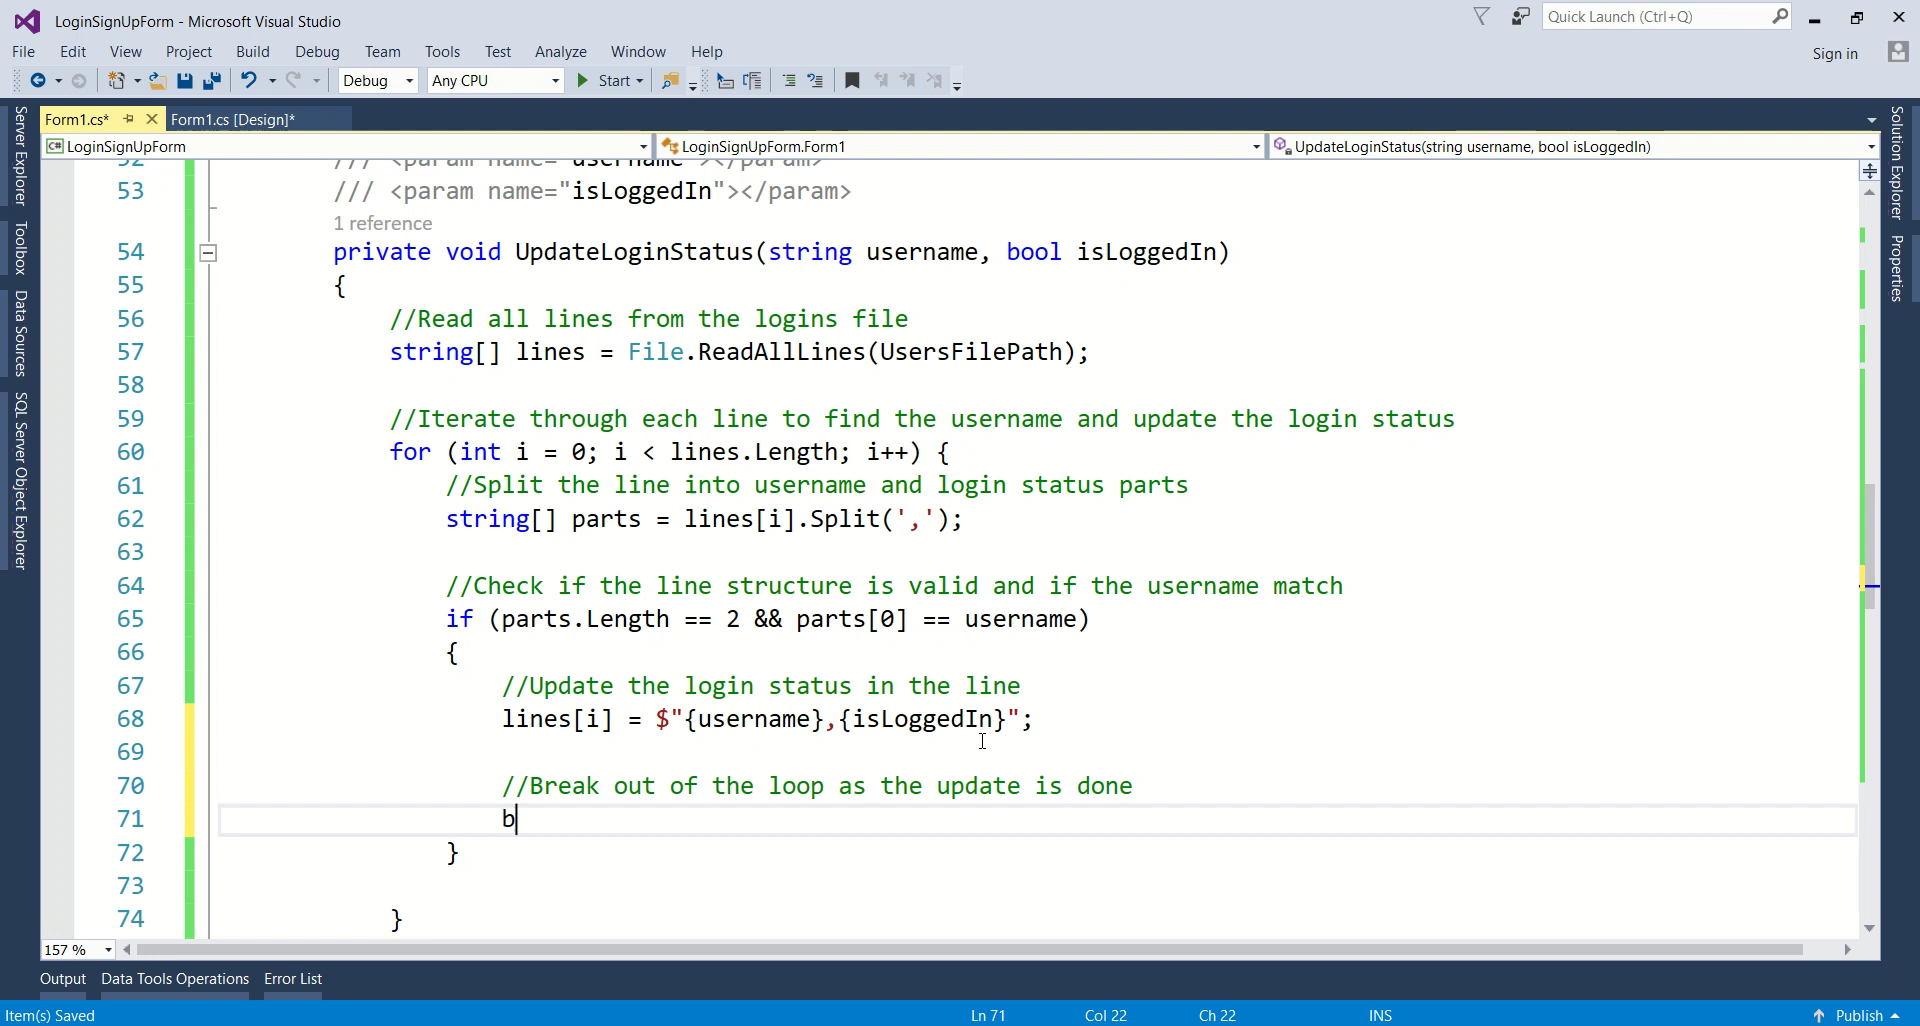 LoginSignUpForm - Microsoft Visual Studio
Quick Launch (Ctrl+Q)
File Edit View Project Build Debug Team Tools Test Analyze Window Help
Sign in
Debug Any CPU Start
Form1.cs* Form1.cs [Design]*
C# LoginSignUpForm LoginSignUpForm.Form1 UpdateLoginStatus(string username, bool isLoggedIn)
Server Explorer
Toolbox
Data Sources
SQL Server Object Explorer
Solution Explorer
Properties
52 /// <param name="username"></param>
53 /// <param name="isLoggedIn"></param>
1 reference
54 private void UpdateLoginStatus(string username, bool isLoggedIn)
55 {
56 //Read all lines from the logins file
57 string[] lines = File.ReadAllLines(UsersFilePath);
58
59 //Iterate through each line to find the username and update the login status
60 for (int i = 0; i < lines.Length; i++) {
61 //Split the line into username and login status parts
62 string[] parts = lines[i].Split(',');
63
64 //Check if the line structure is valid and if the username match
65 if (parts.Length == 2 && parts[0] == username)
66 {
67 //Update the login status in the line
68 lines[i] = $"{username},{isLoggedIn}";
69
70 //Break out of the loop as the update is done
71 b
72 }
73
74 }
157 %
Output Data Tools Operations Error List
Item(s) Saved Ln 71 Col 22 Ch 22 INS Publish